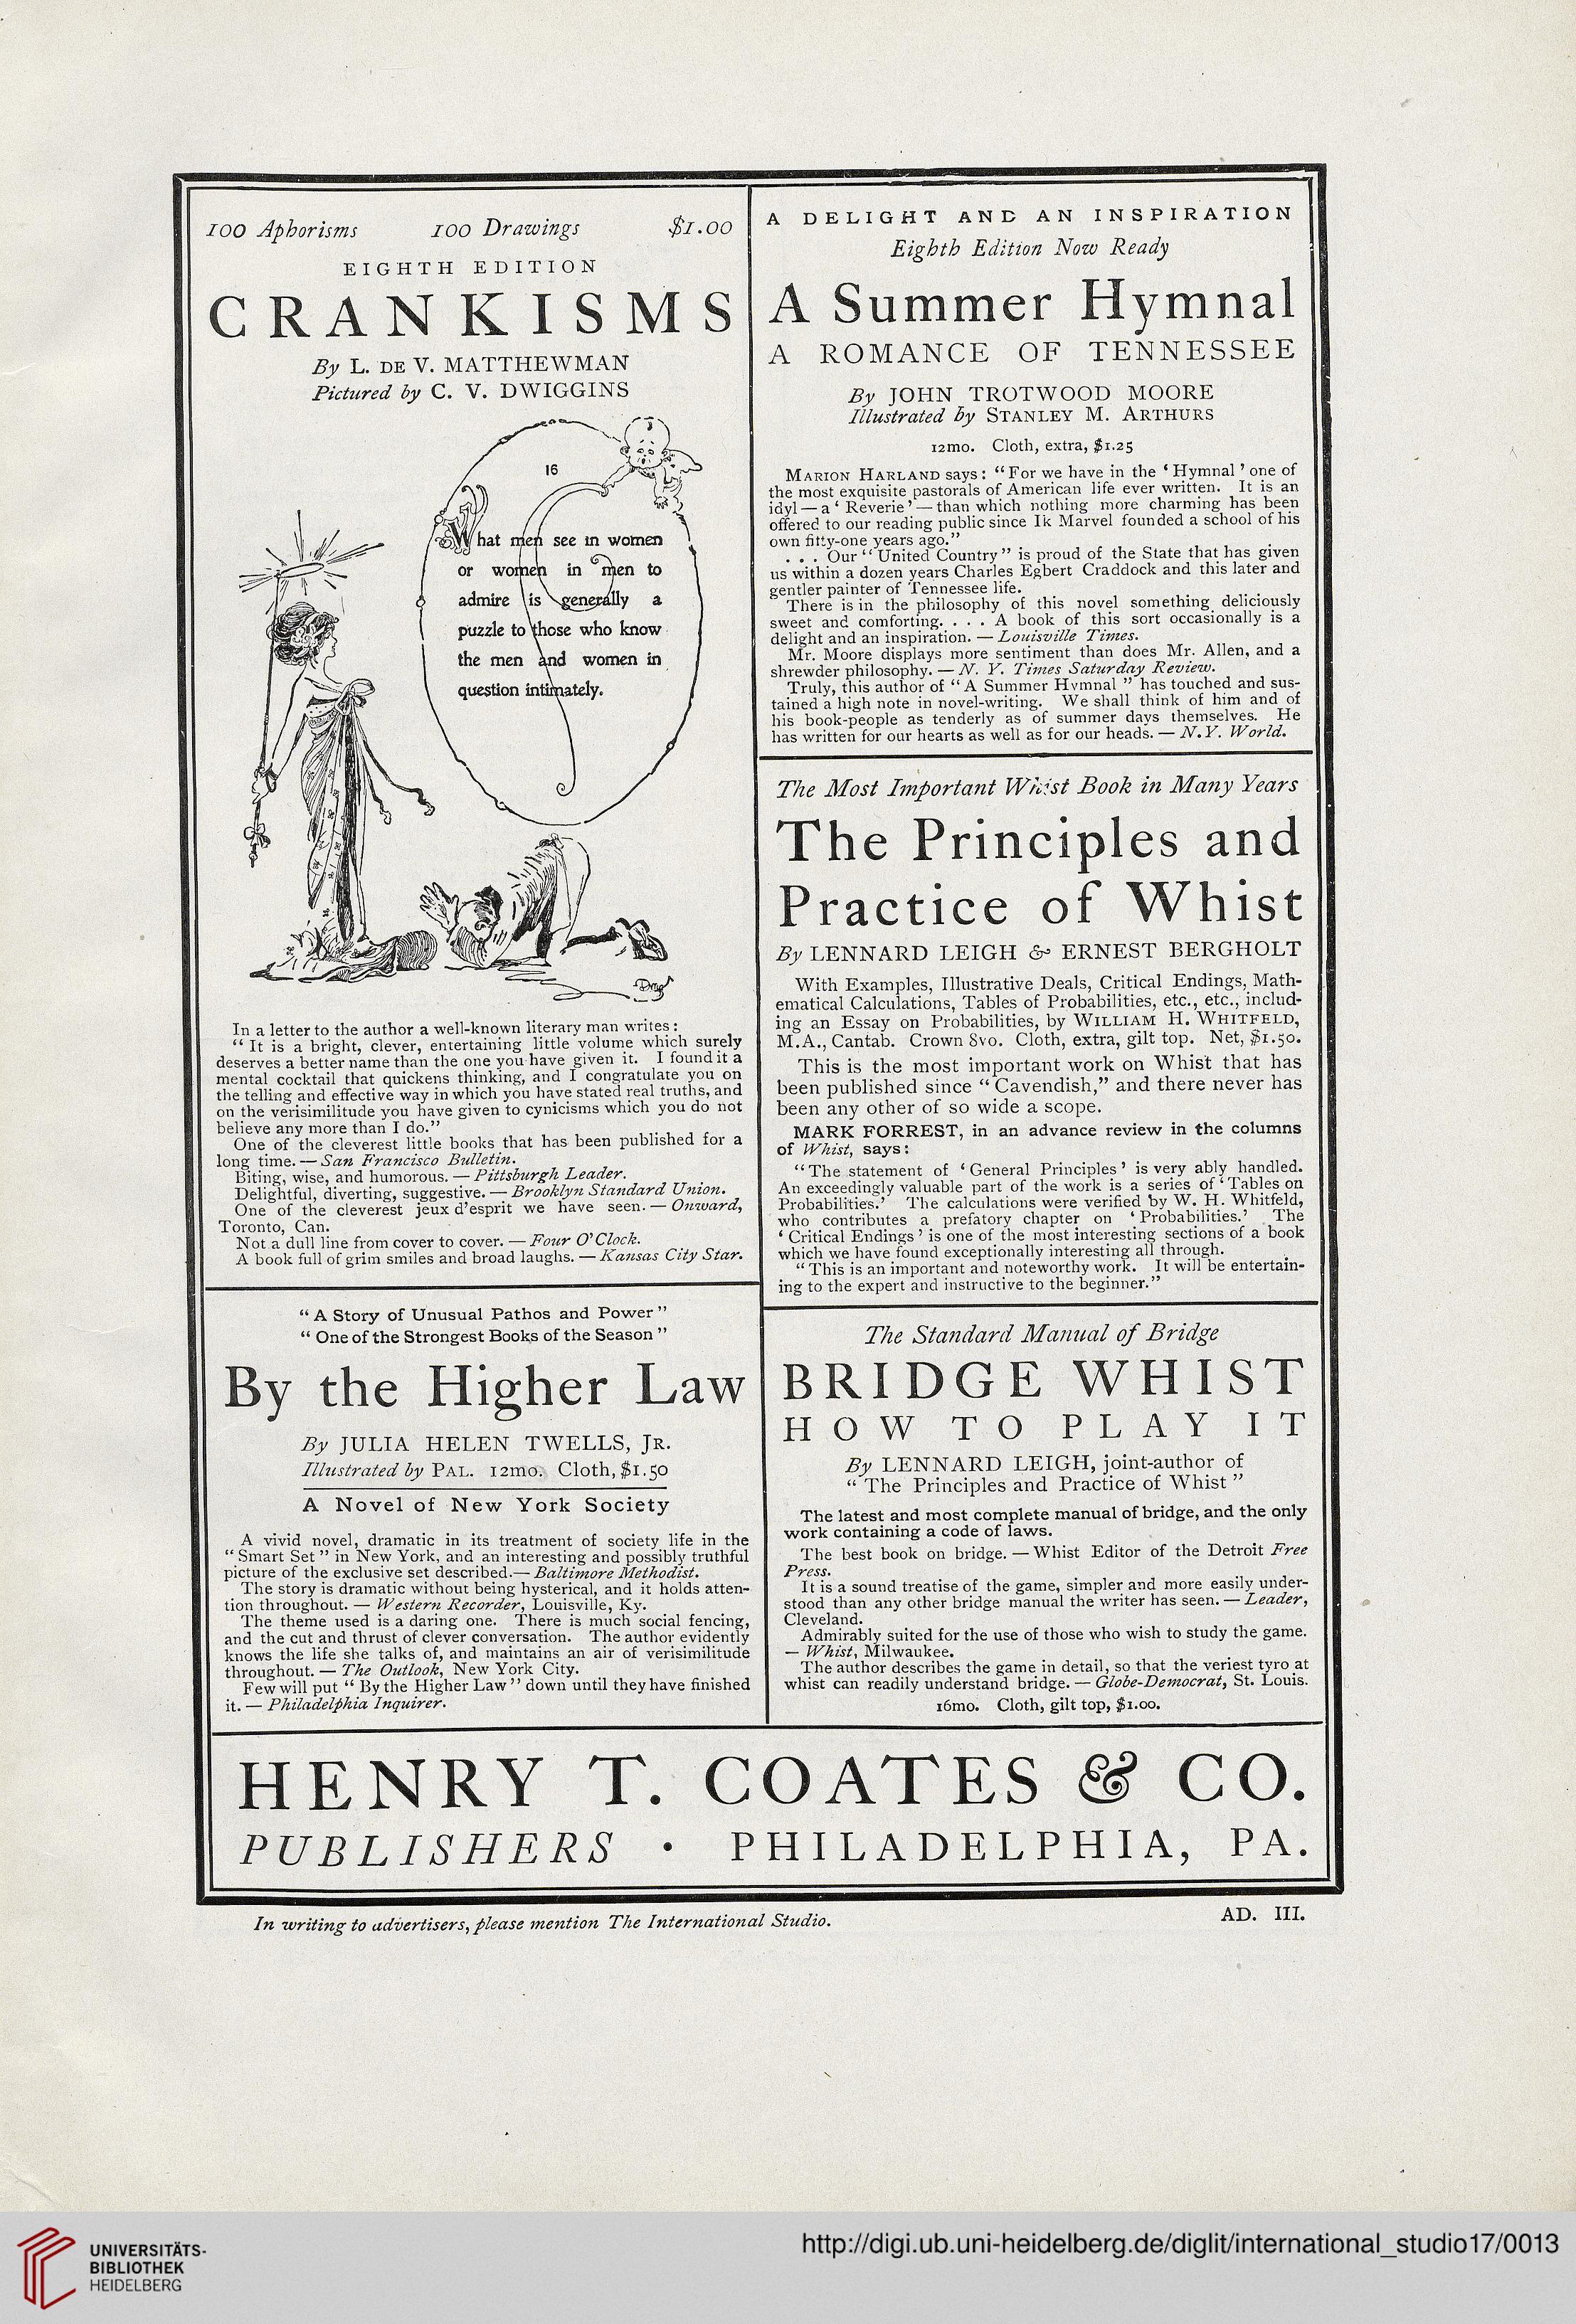 100 Aphorisms 100 Drawings $1.00
EIGHTH EDITION
CRANKISMS
By L. DE V. MATTHEWMAN
Pictured by C. V. DWIGGINS
16
What men see in women
or women in men to
admire is generally a
puzzle to those who know
the men and women in
question intimately.
Dwig
In a letter to the author a well-known literary man writes:
“It is a bright, clever, entertaining little volume which surely
deserves a better name than the one you have given it. I found it a
mental cocktail that quickens thinking, and I congratulate you on
the telling and effective way in which you have stated real truths, and
on the verisimilitude you have given to cynicisms which you do not
believe any more than I do.”
One of the cleverest little books that has been published for a
long time. — San Francisco Bulletin.
Biting, wise, and humorous. — Pittsburgh Leader.
Delightful, diverting, suggestive. — Brooklyn Standard Union.
One of the cleverest jeux d'esprit we have seen. — Onward,
Toronto, Can.
Not a dull line from cover to cover. — Four O'Clock.
A book full of grim smiles and broad laughs. — Kansas City Star.
“A Story of Unusual Pathos and Power”
“One of the Strongest Books of the Season”
By the Higher Law
By JULIA HELEN TWELLS, JR.
Illustrated by PAL. 12mo. Cloth, $1.50
A Novel of New York Society
A vivid novel, dramatic in its treatment of society life in the
“Smart Set” in New York, and an interesting and possibly truthful
picture of the exclusive set described.— Baltimore Methodist.
The story is dramatic without being hysterical, and it holds atten-
tion throughout. — Western Recorder, Louisville, Ky.
The theme used is a daring one. There is much social fencing,
and the cut and thrust of clever conversation. The author evidently
knows the life she talks of, and maintains an air of verisimilitude
throughout. — The Outlook, New York City.
Few will put “By the Higher Law” down until they have finished
it. — Philadelphia Inquirer.
A DELIGHT AND AN INSPIRATION
Eighth Edition Now Ready
A Summer Hymnal
A ROMANCE OF TENNESSEE
By JOHN TROTWOOD MOORE
Illustrated by STANLEY M. ARTHURS
12mo. Cloth, extra, $1.25
MARION HARLAND says: “For we have in the ‘Hymnal’ one of
the most exquisite pastorals of American life ever written. It is an
idyl — a ‘Reverie’ — than which nothing more charming has been
offered to our reading public since Ik Marvel founded a school of his
own fifty-one years ago.”
. . . Our “United Country” is proud of the State that has given
us within a dozen years Charles Egbert Craddock and this later and
gentler painter of Tennessee life.
There is in the philosophy of this novel something deliciously
sweet and comforting. . . . A book of this sort occasionally is a
delight and an inspiration. — Louisville Times.
Mr. Moore displays more sentiment than does Mr. Allen, and a
shrewder philosophy. — N. Y. Times Saturday Review.
Truly, this author of “A Summer Hymnal” has touched and sus-
tained a high note in novel-writing. We shall think of him and of
his book-people as tenderly as of summer days themselves. He
has written for our hearts as well as for our heads. — N. Y. World.
The Most Important Whist Book in Many Years
The Principles and
Practice of Whist
By LENNARD LEIGH & ERNEST BERGHOLT
With Examples, Illustrative Deals, Critical Endings, Math-
ematical Calculations, Tables of Probabilities, etc., etc., includ-
ing an Essay on Probabilities, by WILLIAM H. WHITFELD,
M.A., Cantab. Crown 8vo. Cloth, extra, gilt top. Net, $1.50.
This is the most important work on Whist that has
been published since “Cavendish,” and there never has
been any other of so wide a scope.
MARK FORREST, in an advance review in the columns
of Whist, says:
“The statement of ‘General Principles’ is very ably handled.
An exceedingly valuable part of the work is a series of ‘Tables on
Probabilities.’ The calculations were verified by W. H. Whitfeld,
who contributes a prefatory chapter on ‘Probabilities.’ The
‘Critical Endings’ is one of the most interesting sections of a book
which we have found exceptionally interesting all through.
“This is an important and noteworthy work. It will be entertain-
ing to the expert and instructive to the beginner.”
The Standard Manual of Bridge
BRIDGE WHIST
HOW TO PLAY IT
By LENNARD LEIGH, joint-author of
“The Principles and Practice of Whist”
The latest and most complete manual of bridge, and the only
work containing a code of laws.
The best book on bridge. — Whist Editor of the Detroit Free
Press.
It is a sound treatise of the game, simpler and more easily under-
stood than any other bridge manual the writer has seen. — Leader,
Cleveland.
Admirably suited for the use of those who wish to study the game.
— Whist, Milwaukee.
The author describes the game in detail, so that the veriest tyro at
whist can readily understand bridge. — Globe-Democrat, St. Louis.
16mo. Cloth, gilt top, $1.00.
HENRY T. COATES & CO.
PUBLISHERS · PHILADELPHIA, PA.
In writing to advertisers, please mention The International Studio.
AD. III.
UNIVERSITÄTS-
BIBLIOTHEK
HEIDELBERG
http://digi.ub.uni-heidelberg.de/diglit/international_studio17/0013